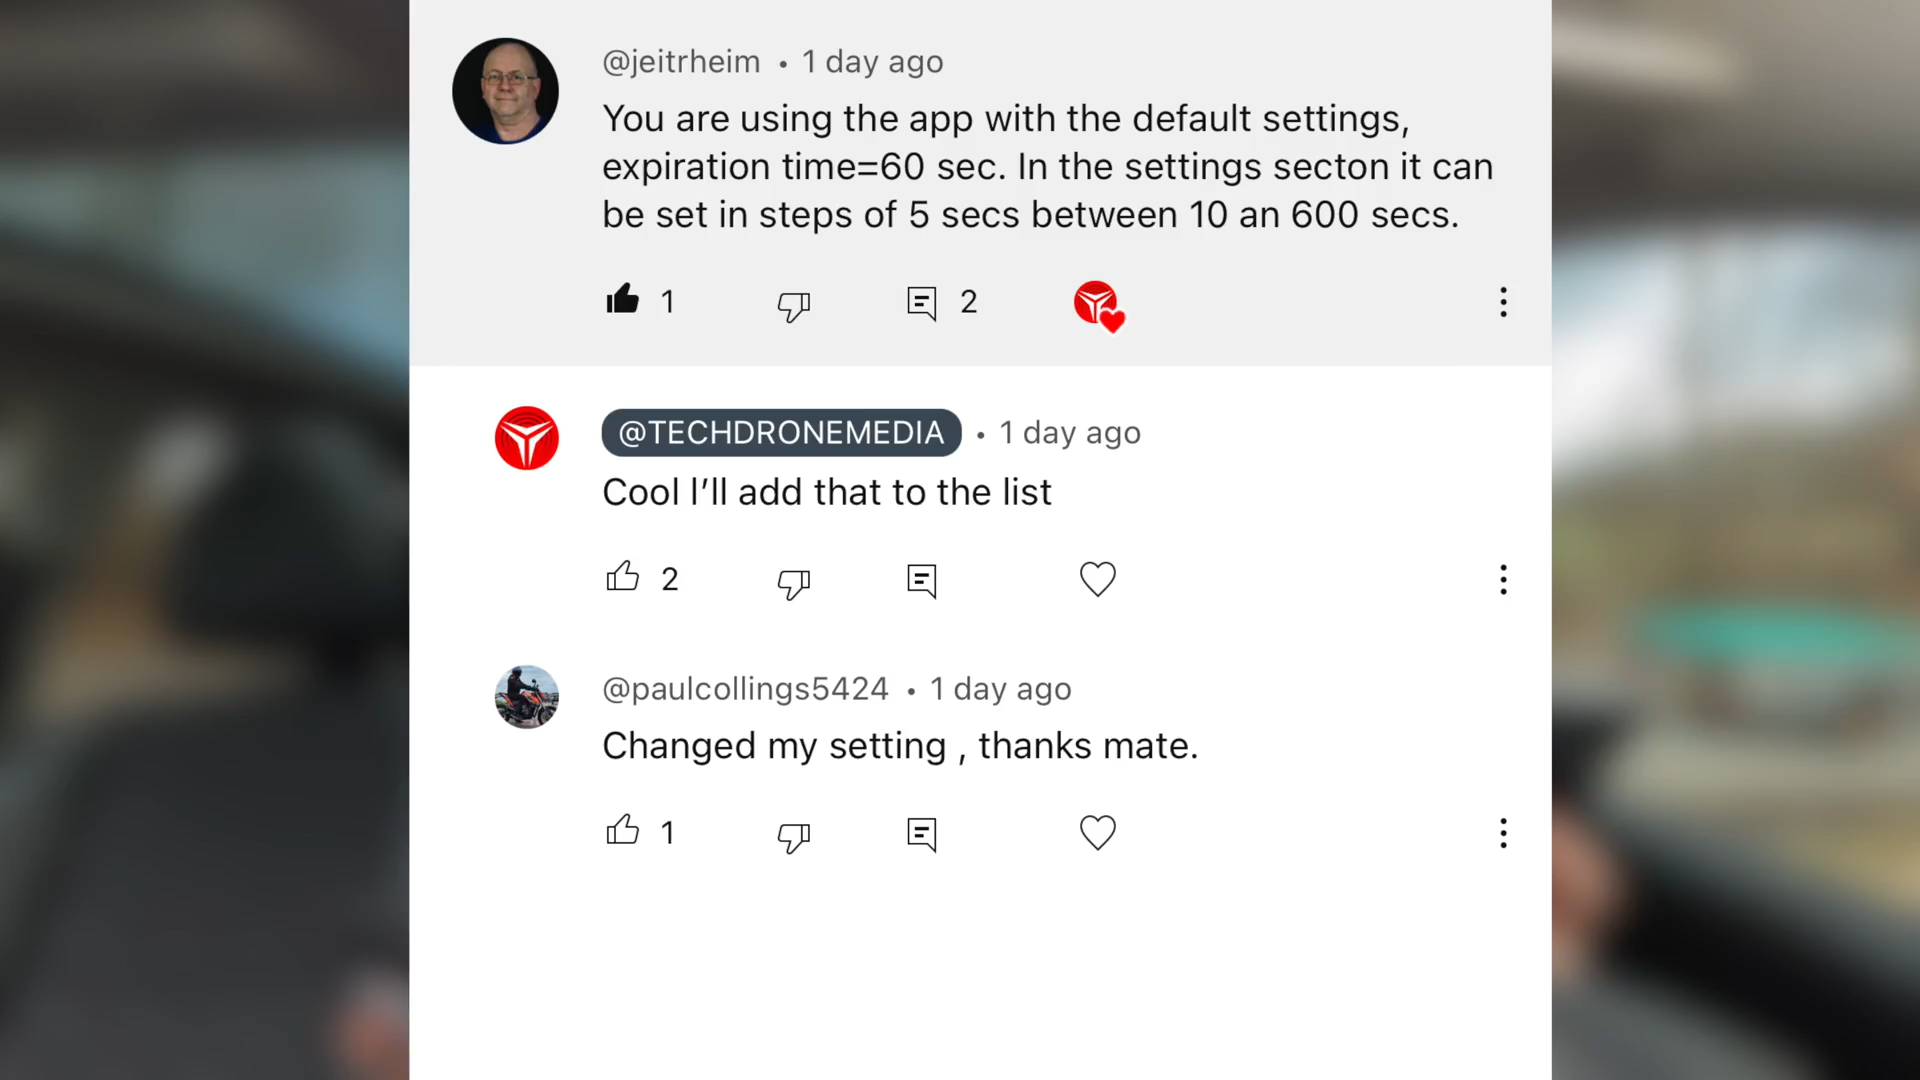 @jeitrheim • 1 day ago
You are using the app with the default settings,
expiration time=60 sec. In the settings secton it can
be set in steps of 5 secs between 10 an 600 secs.
1 2
@TECHDRONEMEDIA • 1 day ago
Cool I’ll add that to the list
2
@paulcollings5424 • 1 day ago
Changed my setting , thanks mate.
1